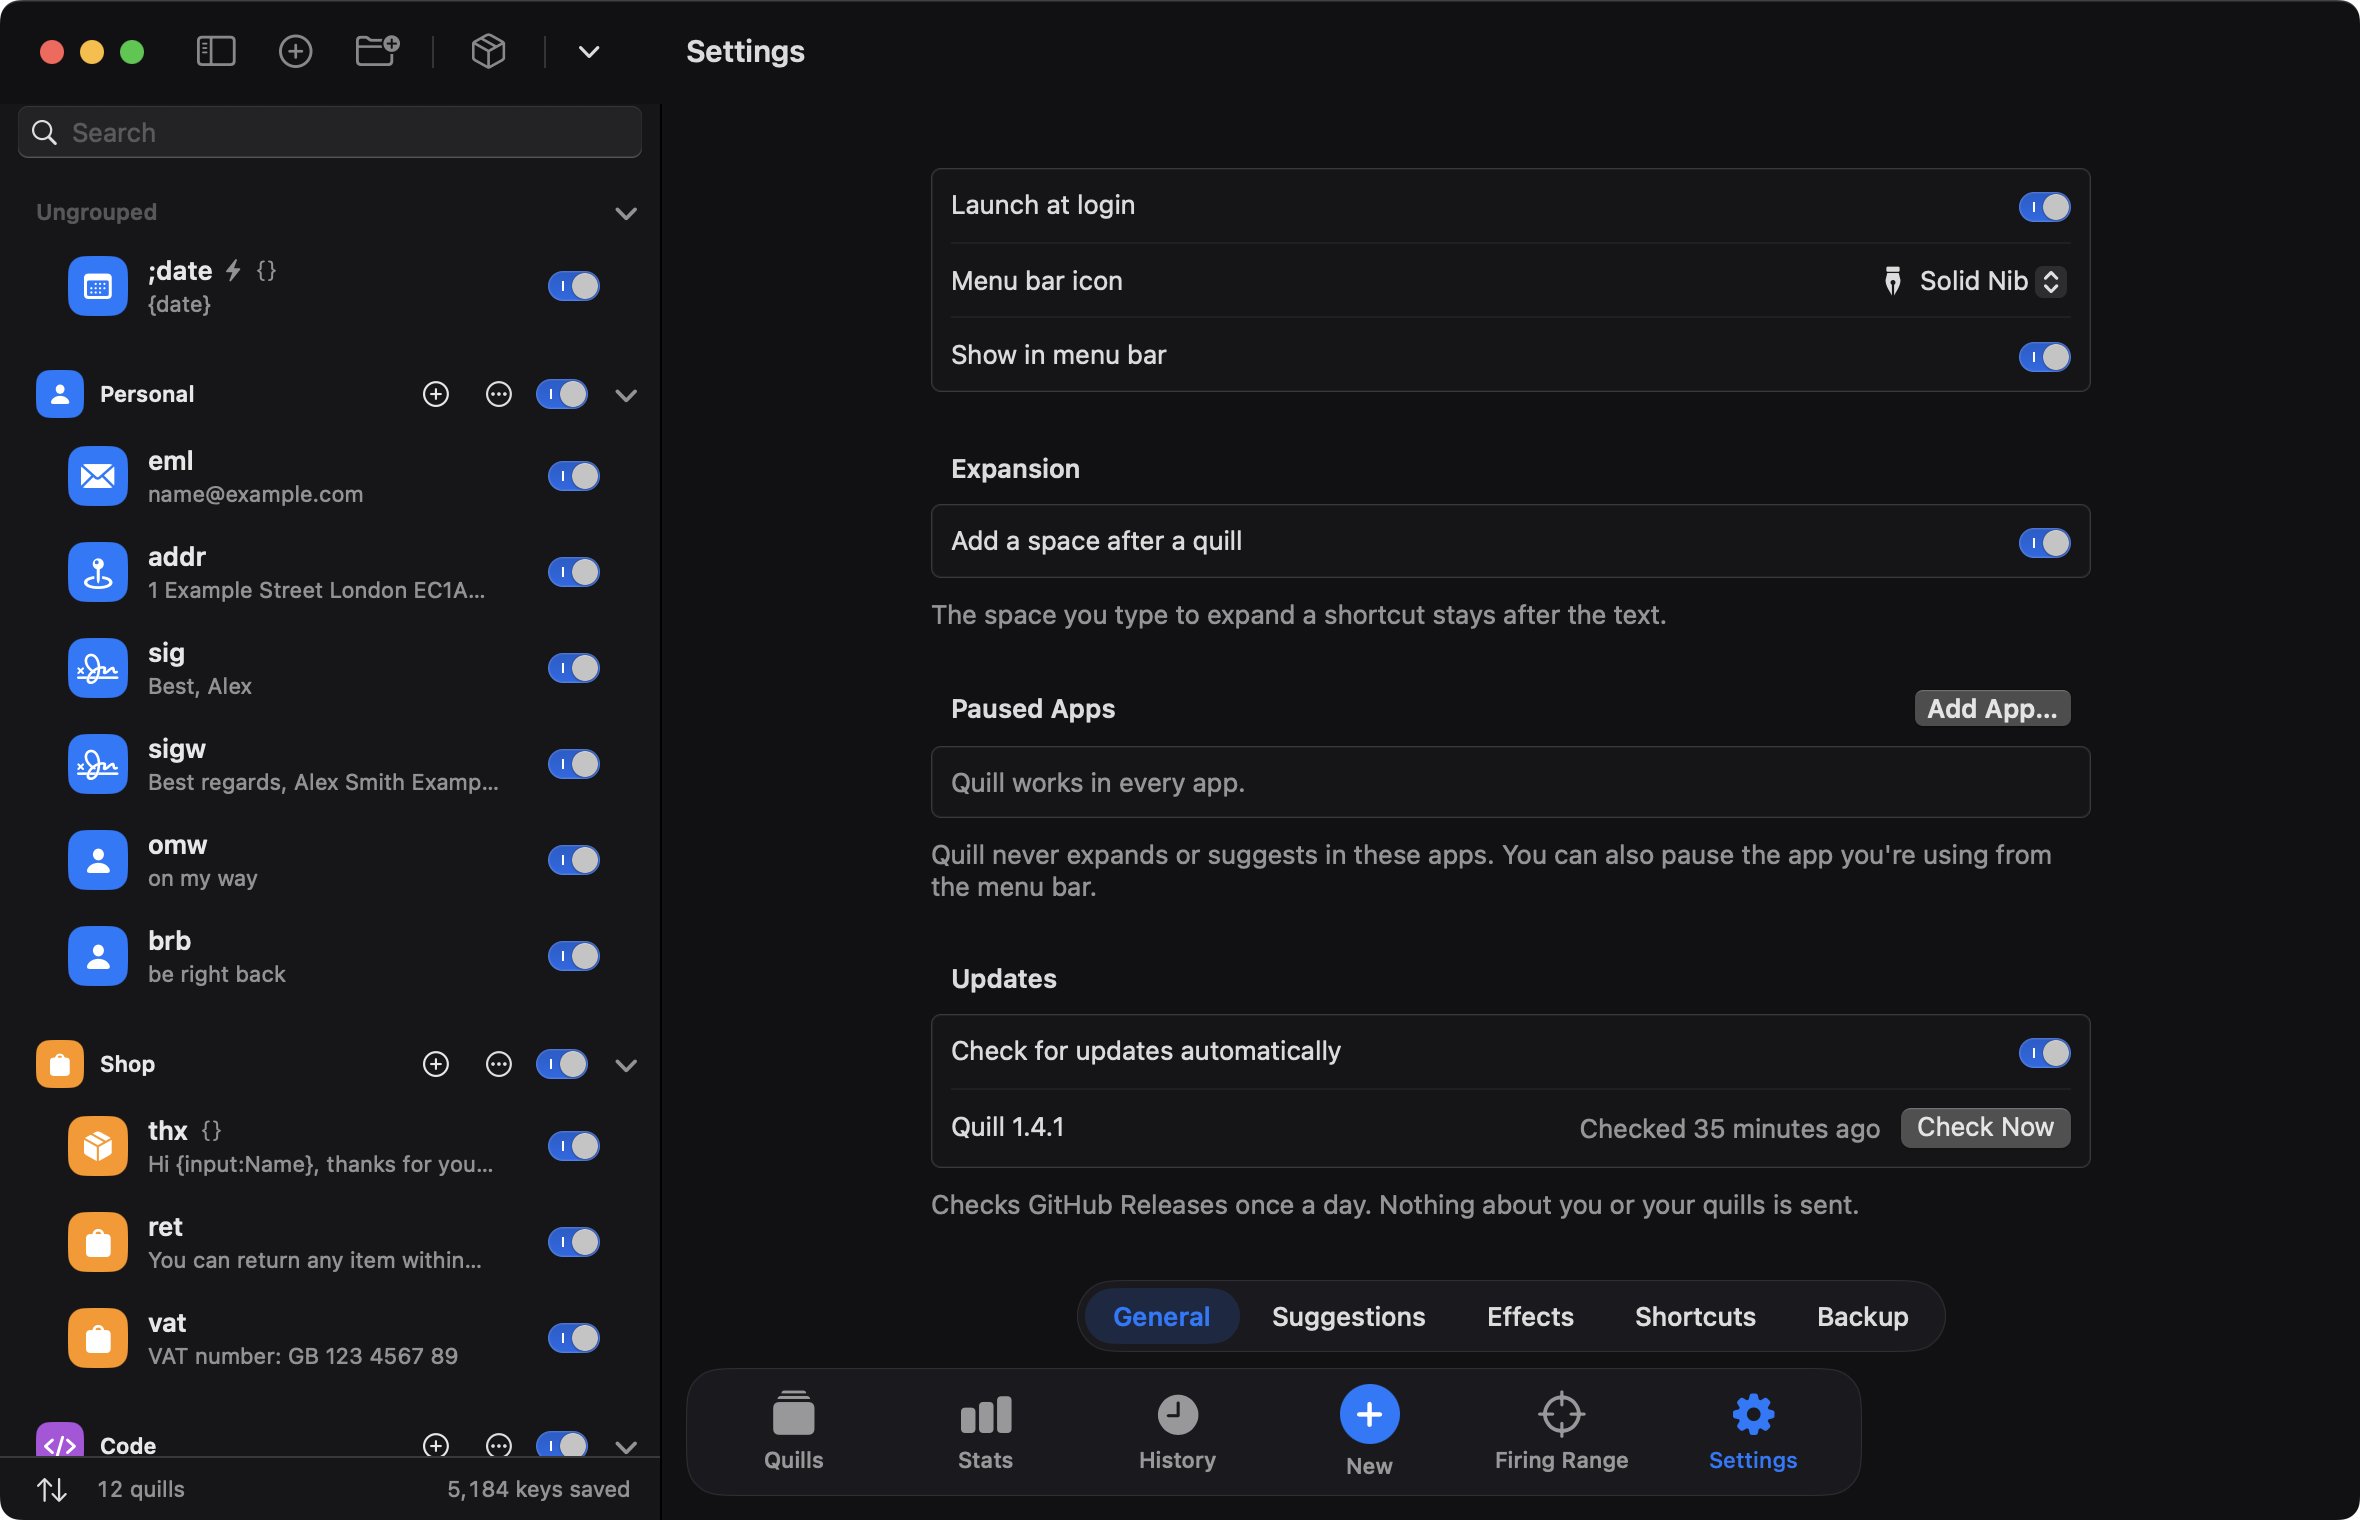 Settings
Search
Ungrouped
;date {}
{date}
Personal
eml
name@example.com
addr
1 Example Street London EC1A...
sig
Best, Alex
sigw
Best regards, Alex Smith Examp...
omw
on my way
brb
be right back
Shop
thx {}
Hi {input:Name}, thanks for you...
ret
You can return any item within...
vat
VAT number: GB 123 4567 89
Code
12 quills
5,184 keys saved
Launch at login
Menu bar icon
Solid Nib
Show in menu bar
Expansion
Add a space after a quill
The space you type to expand a shortcut stays after the text.
Paused Apps
Add App...
Quill works in every app.
Quill never expands or suggests in these apps. You can also pause the app you're using from
the menu bar.
Updates
Check for updates automatically
Quill 1.4.1
Checked 35 minutes ago
Check Now
Checks GitHub Releases once a day. Nothing about you or your quills is sent.
General
Suggestions
Effects
Shortcuts
Backup
Quills
Stats
History
New
Firing Range
Settings